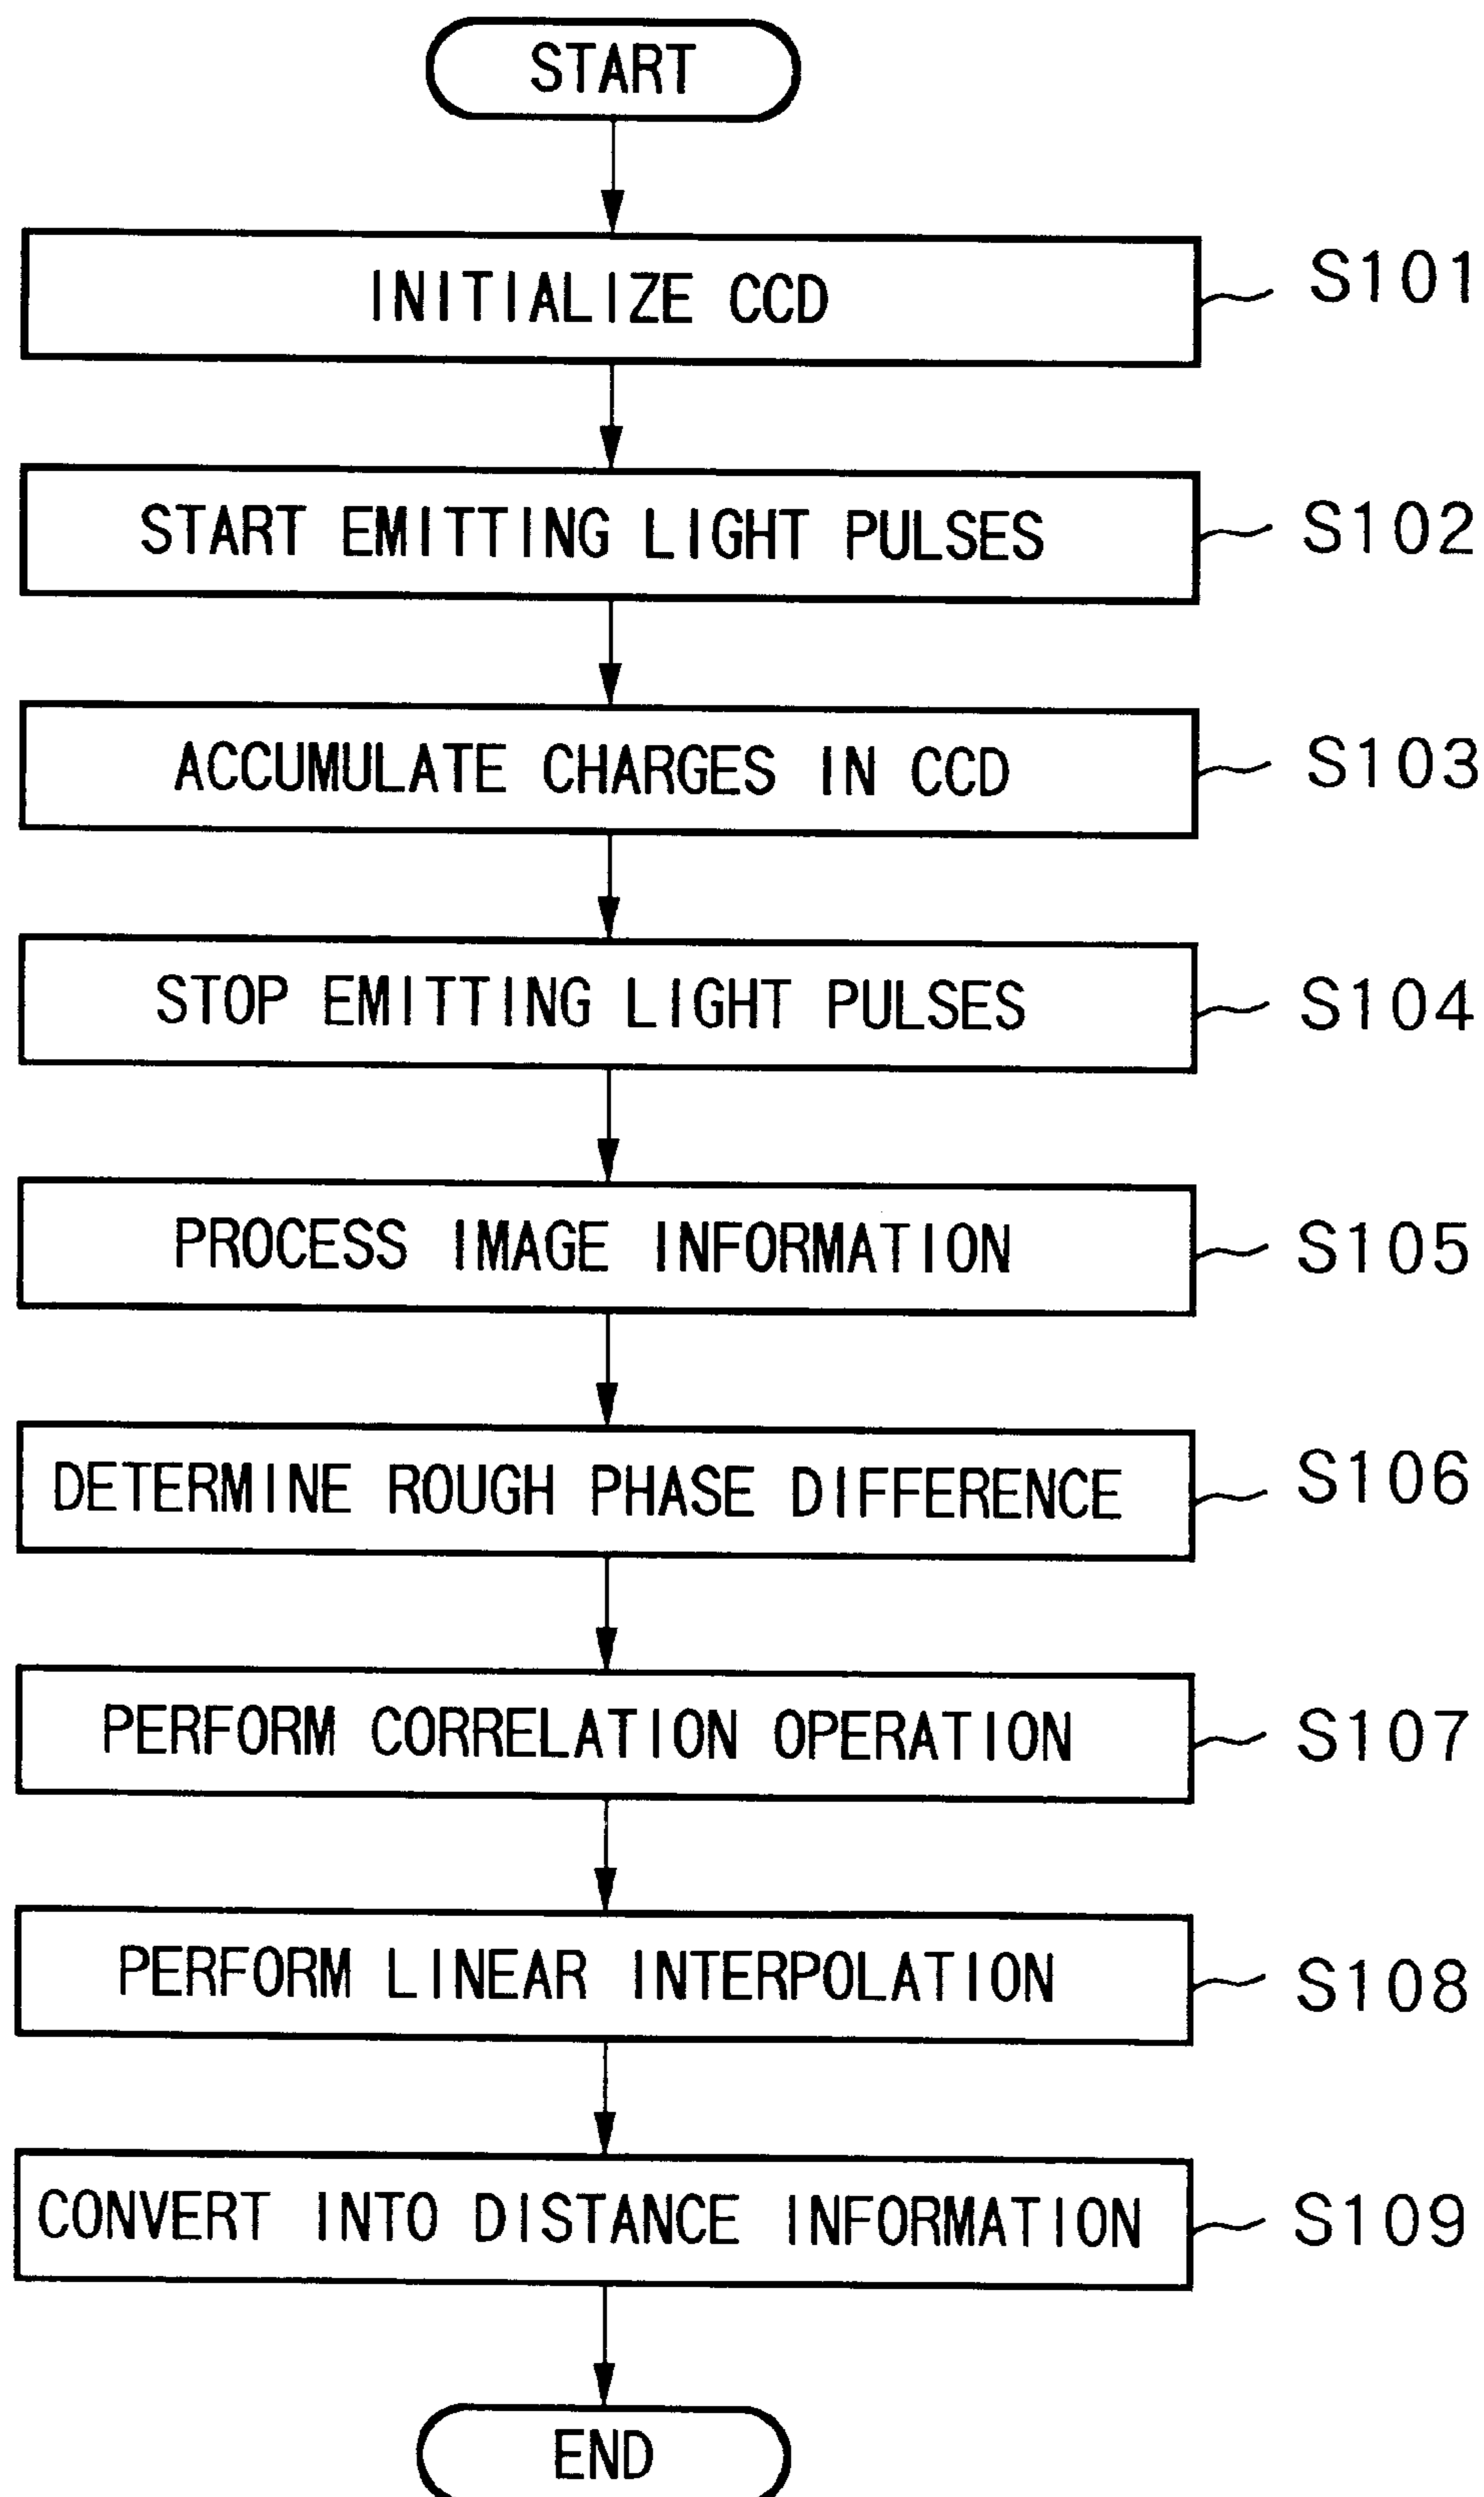 START
INITIALIZE CCD S101
START EMITTING LIGHT PULSES S102
ACCUMULATE CHARGES IN CCD S103
STOP EMITTING LIGHT PULSES S104
PROCESS IMAGE INFORMATION S105
DETERMINE ROUGH PHASE DIFFERENCE S106
PERFORM CORRELATION OPERATION S107
PERFORM LINEAR INTERPOLATION S108
CONVERT INTO DISTANCE INFORMATION S109
END